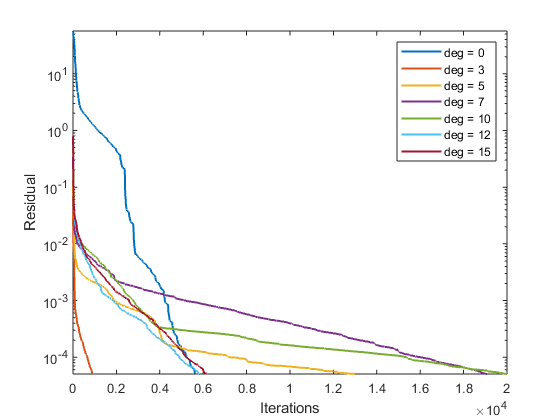 deg = 0
deg = 3
deg = 5
deg = 7
deg = 10
deg = 12
deg = 15
10^1
10^0
10^-1
10^-2
10^-3
10^-4
Residual
0 0.2 0.4 0.6 0.8 1 1.2 1.4 1.6 1.8 2
Iterations
×10^4